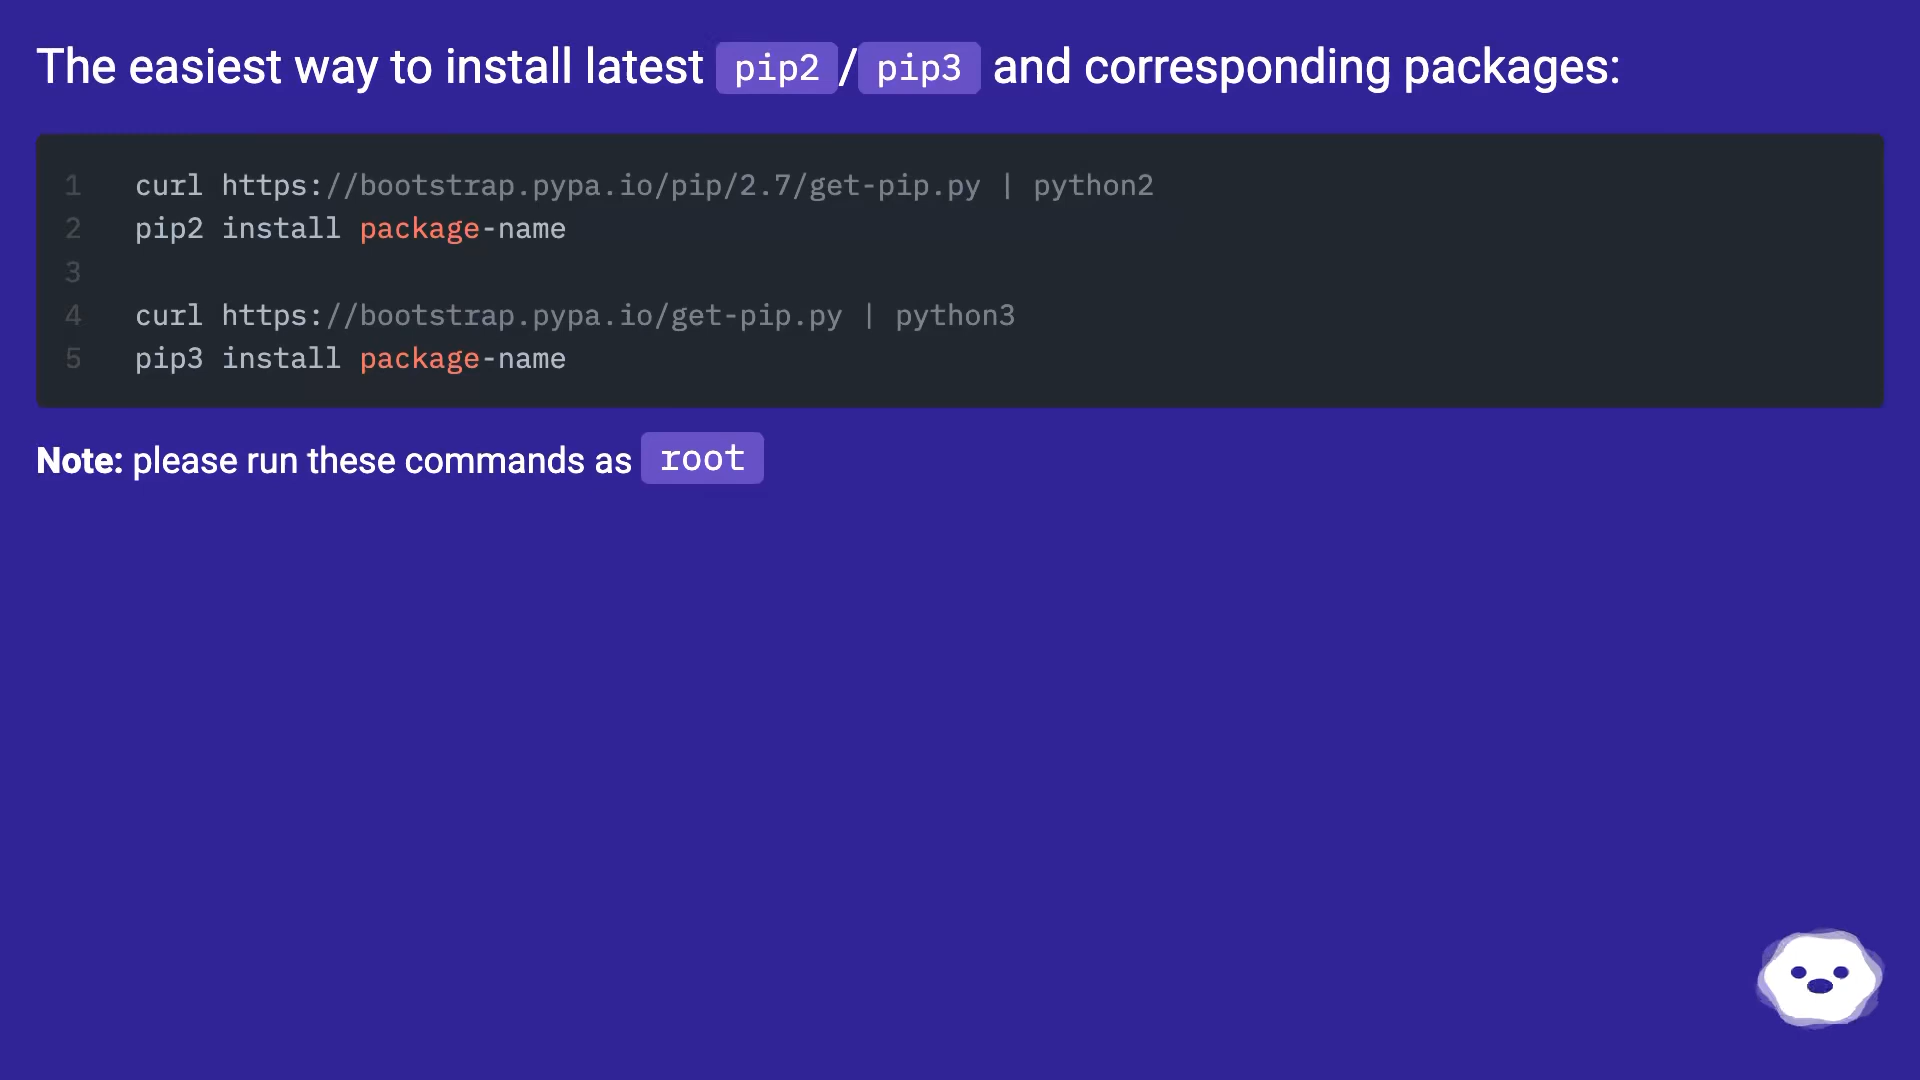 The easiest way to install latest pip2/pip3 and corresponding packages:
1 curl https://bootstrap.pypa.io/pip/2.7/get-pip.py | python2
2 pip2 install package-name
3
4 curl https://bootstrap.pypa.io/get-pip.py | python3
5 pip3 install package-name
Note: please run these commands as root